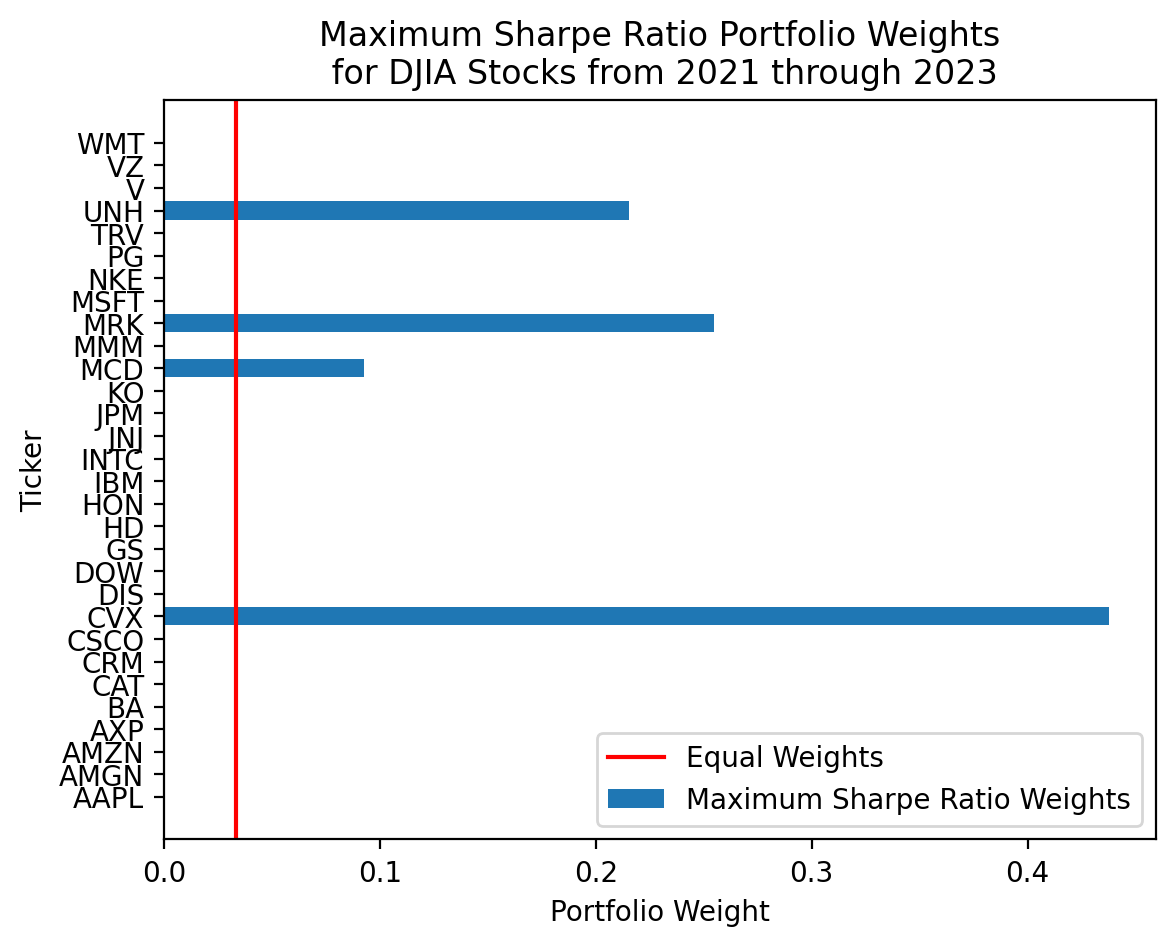 Maximum Sharpe Ratio Portfolio Weights
for DJIA Stocks from 2021 through 2023
WMT
VZ
V
UNH
TRV
PG
NKE
MSFT
MRK
MMM
MCD
KO
JPM
JNJ
INTC
IBM
HON
HD
GS
DOW
DIS
CVX
CSCO
CRM
CAT
BA
AXP
AMZN
AMGN
AAPL
Ticker
Equal Weights
Maximum Sharpe Ratio Weights
0.0 0.1 0.2 0.3 0.4
Portfolio Weight